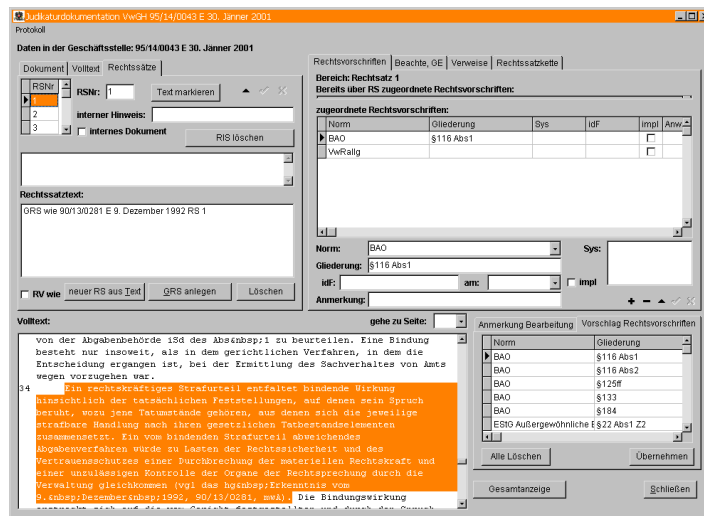 Judikaturdokumentation VwGH 95/14/0043 E 30. Jänner 2001
Protokoll
Daten in der Geschäftsstelle: 95/14/0043 E 30. Jänner 2001
Dokument Volltext Rechtssätze
RSNr
1
2
3
RSNr: 1 Text markieren
interner Hinweis:
internes Dokument
RIS löschen
Rechtssatztext:
GRS wie 90/13/0281 E 9. Dezember 1992 RS 1
RV wie neuer RS aus Text GRS anlegen Löschen
Rechtsvorschriften Beachte, GE Verweise Rechtssatzkette
Bereich: Rechtsatz 1
Bereits über RS zugeordnete Rechtsvorschriften:
zugeordnete Rechtsvorschriften:
Norm Gliederung Sys idF impl Anw.
BAO §116 Abs1
VwRallg
Norm: BAO Sys:
Gliederung: §116 Abs1
idF: am: impl
Anmerkung:
Volltext: gehe zu Seite:
von der Abgabenbehörde iSd des Abs&nbsp;1 zu beurteilen. Eine Bindung
besteht nur insoweit, als in dem gerichtlichen Verfahren, in dem die
Entscheidung ergangen ist, bei der Ermittlung des Sachverhaltes von Amts
wegen vorzugehen war.
34 Ein rechtskräftiges Strafurteil entfaltet bindende Wirkung
hinsichtlich der tatsächlichen Feststellungen, auf denen sein Spruch
beruht, wozu jene Tatumstände gehören, aus denen sich die jeweilige
strafbare Handlung nach ihren gesetzlichen Tatbestandselementen
zusammensetzt. Ein vom bindenden Strafurteil abweichendes
Abgabenverfahren würde zu Lasten der Rechtssicherheit und des
Vertrauensschutzes einer Durchbrechung der materiellen Rechtskraft und
einer unzulässigen Kontrolle der Organe der Rechtsprechung durch die
Verwaltung gleichkommen (vgl das hg&nbsp;Erkenntnis vom
9.&nbsp;Dezember&nbsp;1992, 90/13/0281, mwA). Die Bindungswirkung
Anmerkung Bearbeitung Vorschlag Rechtsvorschriften
Norm Gliederung
BAO §116 Abs1
BAO §116 Abs2
BAO §125ff
BAO §133
BAO §184
EStG Außergewöhnliche E §22 Abs1 Z2
Alle Löschen Übernehmen
Gesamtanzeige Schließen